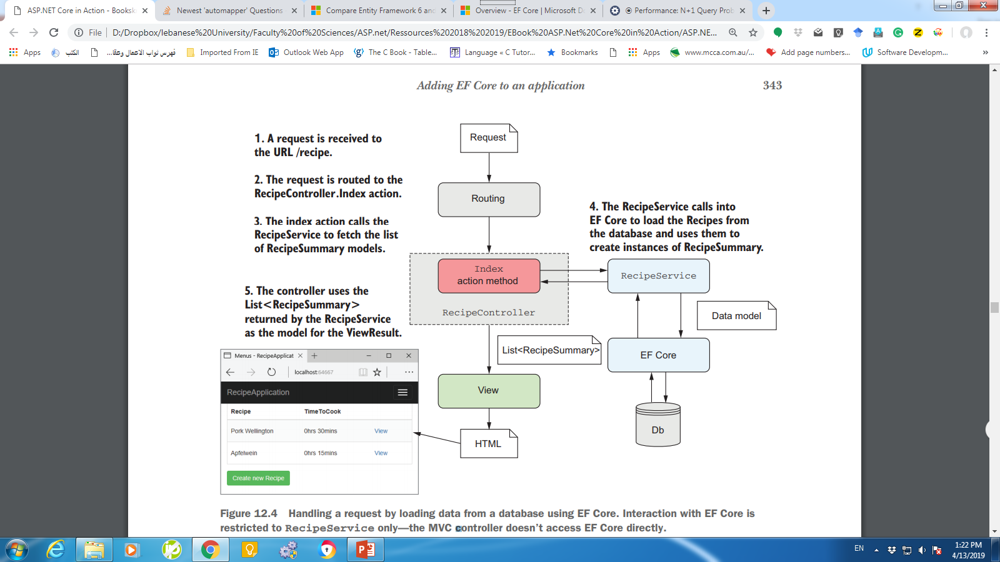 ASP.NET Core in Action - Booksk
Newest 'automapper' Questions
Compare Entity Framework 6 and
Overview - EF Core | Microsoft D
Performance: N+1 Query Prob
File | D:/Dropbox/lebanese%20University/Faculty%20of%20Sciences/ASP.net/Ressources%202018%202019/EBook%20ASP.Net%20Core%20in%20Action/ASP.NE...
Apps
الكتب
فهرس ثواب الاعمال وعقا...
Imported From IE
Outlook Web App
The C Book - Table...
Language « C Tutor...
Bookmarks
Apps
www.mcca.com.au/...
Add page numbers...
Software Developm...
»
Adding EF Core to an application
343
1. A request is received to
the URL /recipe.
2. The request is routed to the
RecipeController.Index action.
3. The index action calls the
RecipeService to fetch the list
of RecipeSummary models.
5. The controller uses the
List<RecipeSummary>
returned by the RecipeService
as the model for the ViewResult.
Request
Routing
Index
action method
RecipeController
4. The RecipeService calls into
EF Core to load the Recipes from
the database and uses them to
create instances of RecipeSummary.
RecipeService
Data model
List<RecipeSummary>
EF Core
View
Db
HTML
Menus - RecipeApplicat
localhost:64667
RecipeApplication
Recipe TimeToCook
Pork Wellington 0hrs 30mins View
Apfelwein 0hrs 15mins View
Create new Recipe
Figure 12.4 Handling a request by loading data from a database using EF Core. Interaction with EF Core is
restricted to RecipeService only—the MVC controller doesn't access EF Core directly.
EN
1:22 PM
4/13/2019